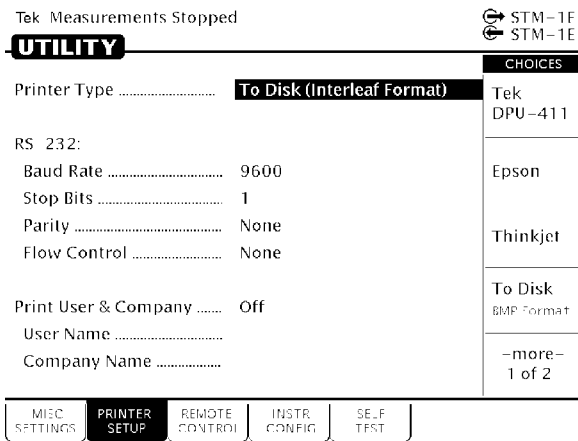 Tek Measurements Stopped
STM-1E
STM-1E
UTILITY
CHOICES
Printer Type .......................... To Disk (Interleaf Format)
Tek
DPU-411
RS 232:
Baud Rate ............................... 9600
Epson
Stop Bits ................................. 1
Parity ........................................ None
Thinkjet
Flow Control ........................ None
To Disk
BMP Format
Print User & Company ....... Off
User Name .............................
Company Name .................
-more-
1 of 2
MISC
SETTINGS
PRINTER
SETUP
REMOTE
CONTROL
INSTR
CONFIG
SELF
TEST